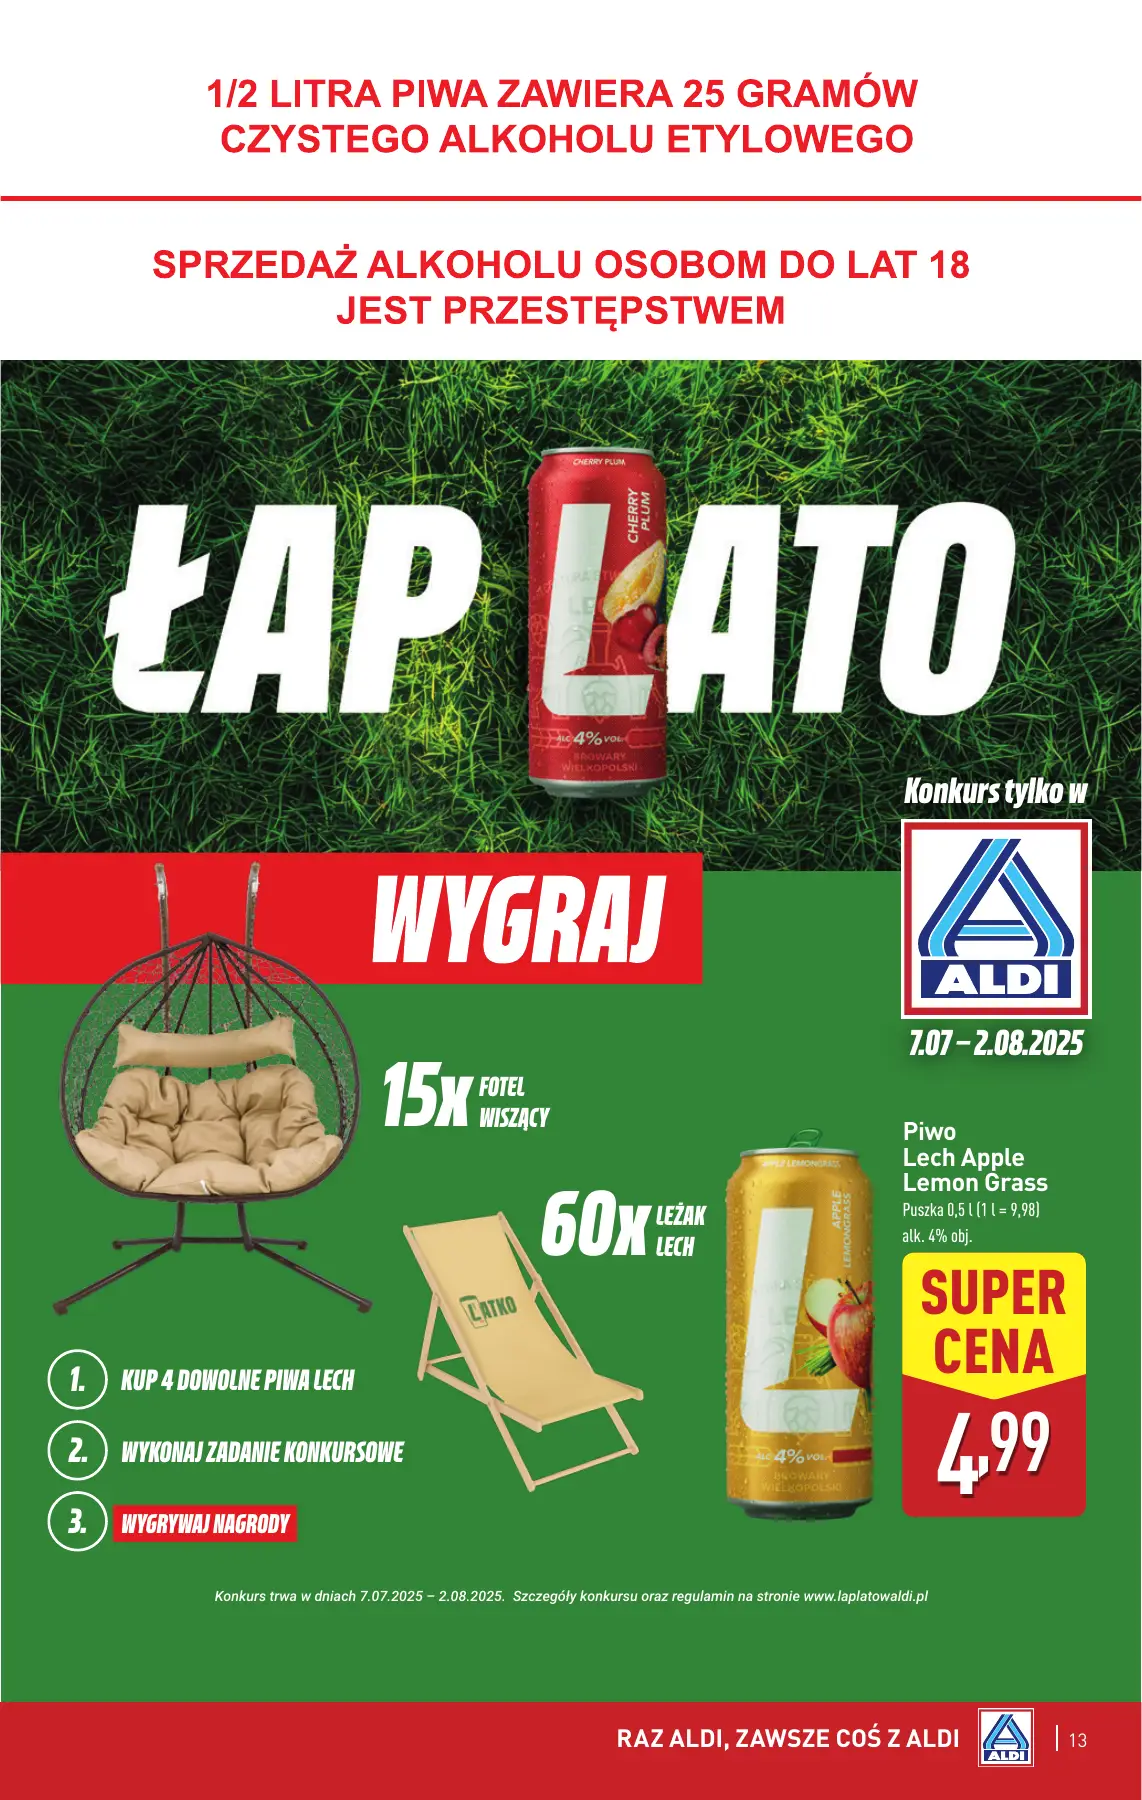 1/2 LITRA PIWA ZAWIERA 25 GRAMÓW
CZYSTEGO ALKOHOLU ETYLOWEGO
SPRZEDAŻ ALKOHOLU OSOBOM DO LAT 18
JEST PRZESTĘPSTWEM
CHERRY PLUM
CHERRY
PLUM
ŁAP LATO
ALC 4% VOL.
BROWARY
WIELKOPOLSKI
Konkurs tylko w
ALDI
7.07 – 2.08.2025
WYGRAJ
15x FOTEL
WISZĄCY
60x LEŻAK
LECH
LATKO
APPLE LEMONGRASS
APPLE
LEMONGRASS
ALC 4% VOL.
BROWARY
WIELKOPOLSKI
Piwo
Lech Apple
Lemon Grass
Puszka 0,5 l (1 l = 9,98)
alk. 4% obj.
SUPER
CENA
4,99
1. KUP 4 DOWOLNE PIWA LECH
2. WYKONAJ ZADANIE KONKURSOWE
3. WYGRYWAJ NAGRODY
Konkurs trwa w dniach 7.07.2025 – 2.08.2025. Szczegóły konkursu oraz regulamin na stronie www.laplatowaldi.pl
RAZ ALDI, ZAWSZE COŚ Z ALDI
ALDI
13